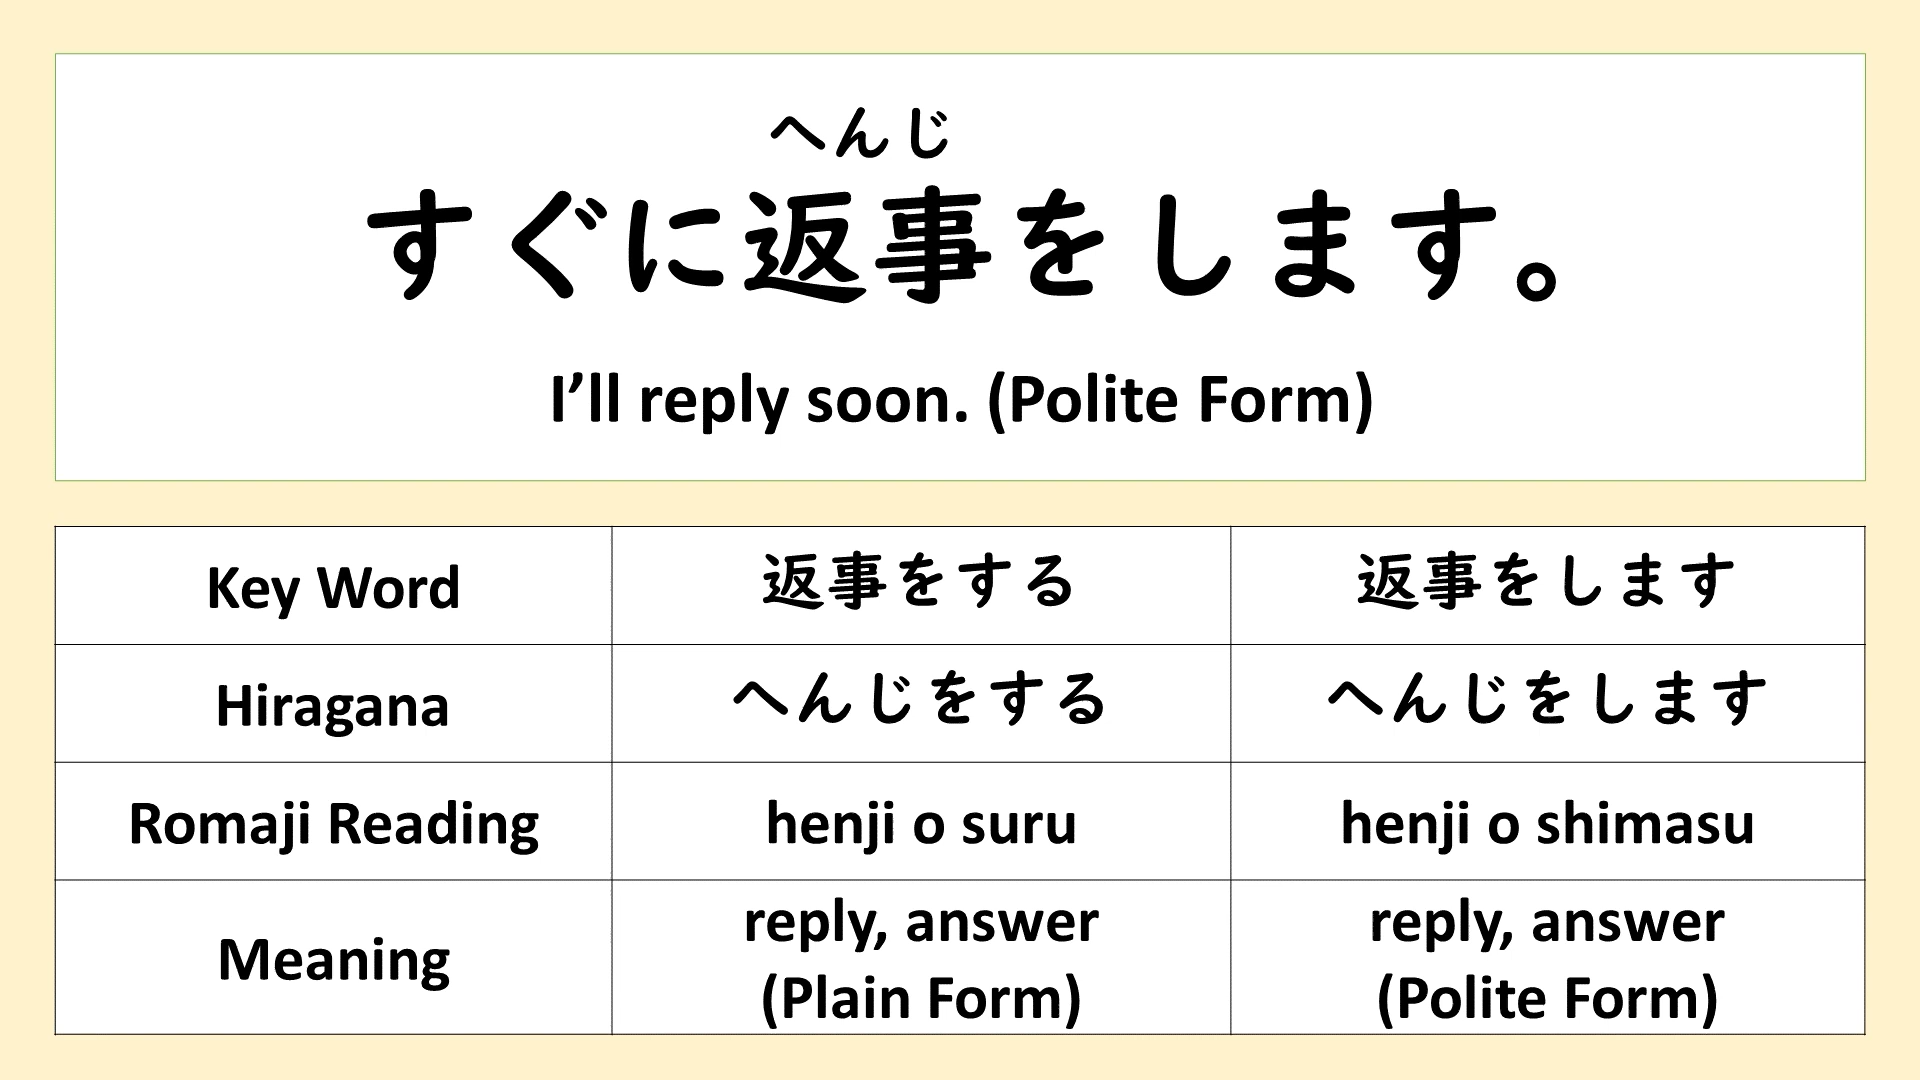 へんじ
すぐに返事をします。
I’ll reply soon. (Polite Form)
Key Word 返事をする 返事をします
Hiragana へんじをする へんじをします
Romaji Reading henji o suru henji o shimasu
Meaning reply, answer (Plain Form) reply, answer (Polite Form)